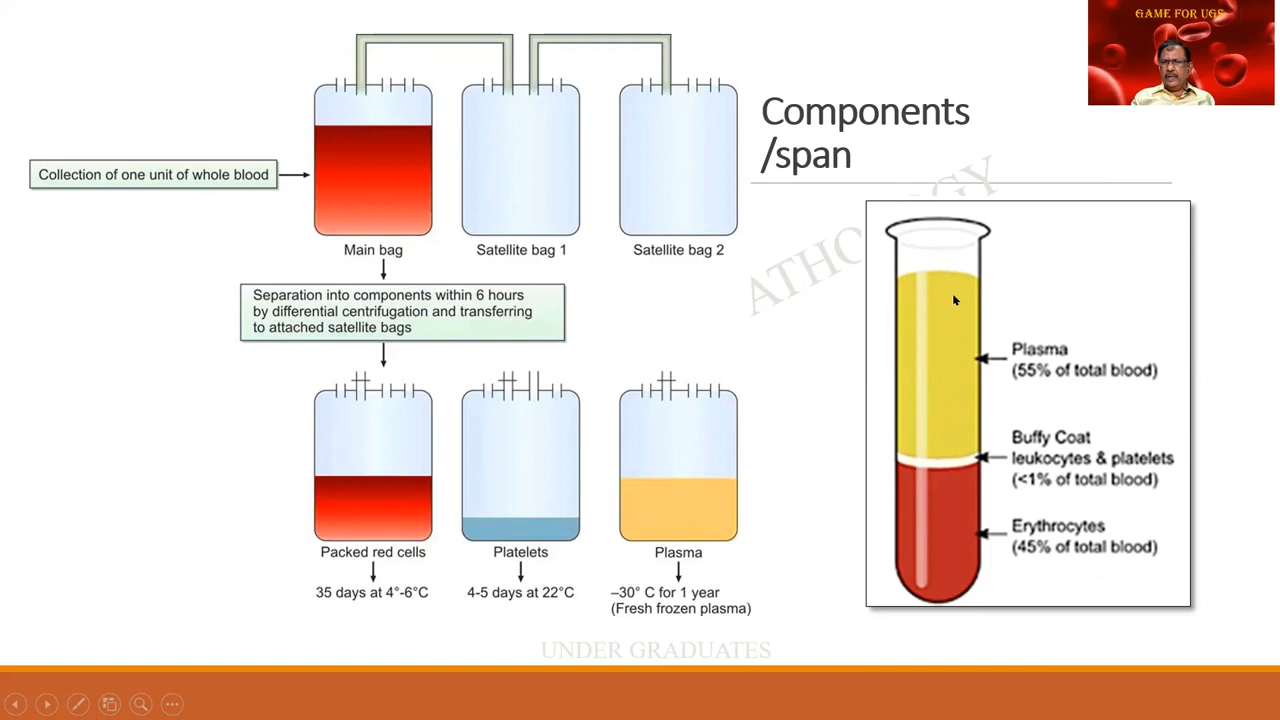 GAME FOR UGS
Components
/span
Collection of one unit of whole blood
Main bag
Satellite bag 1
Satellite bag 2
Separation into components within 6 hours
by differential centrifugation and transferring
to attached satellite bags
Packed red cells
Platelets
Plasma
35 days at 4°-6°C
4-5 days at 22°C
–30° C for 1 year
(Fresh frozen plasma)
Plasma
(55% of total blood)
Buffy Coat
leukocytes & platelets
(<1% of total blood)
Erythrocytes
(45% of total blood)
UNDER GRADUATES